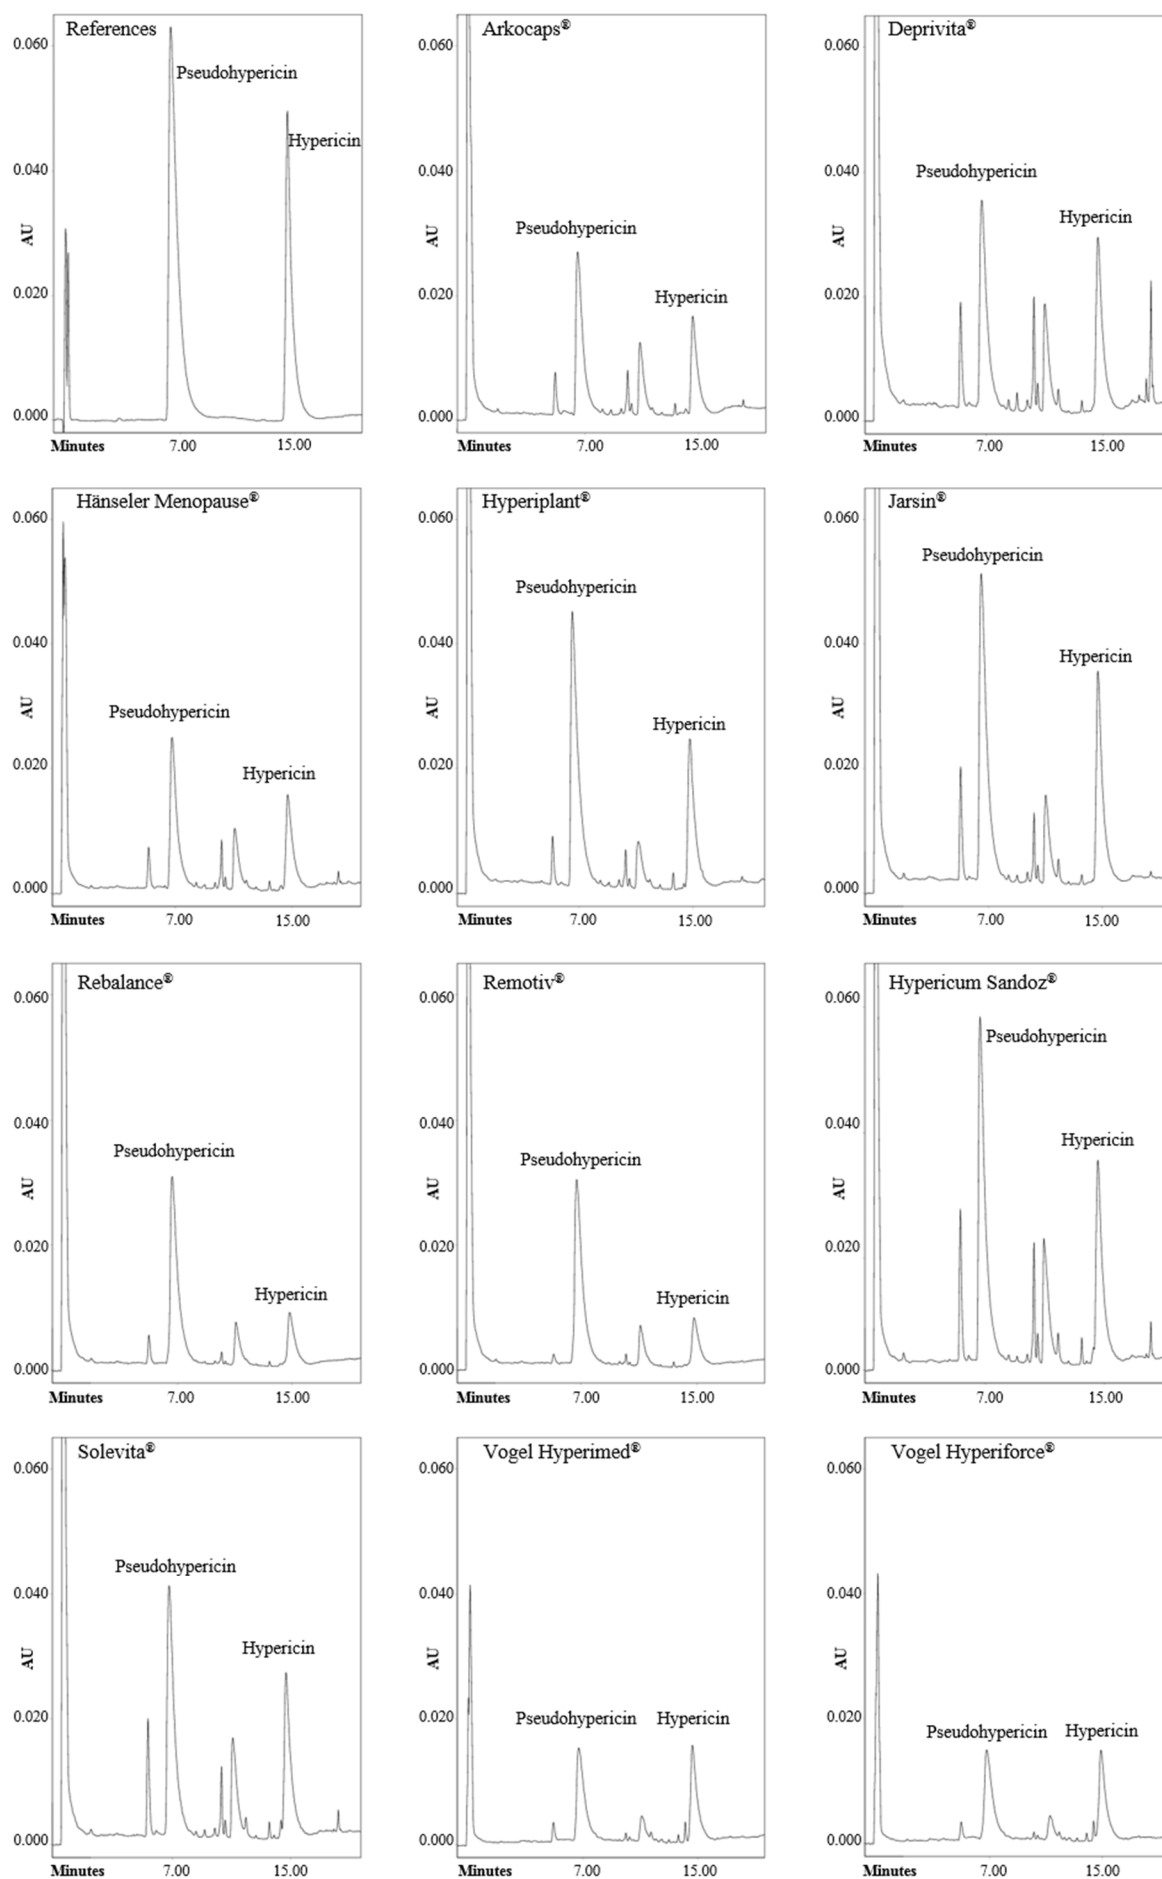 References
0.060
Pseudohypericin
Hypericin
0.040
AU
0.020
0.000
Minutes 7.00 15.00
Arkocaps®
0.060
0.040
Pseudohypericin
AU
Hypericin
0.020
0.000
Minutes 7.00 15.00
Deprivita®
0.060
0.040
Pseudohypericin
Hypericin
AU
0.020
0.000
Minutes 7.00 15.00
Hänseler Menopause®
0.060
0.040
AU
Pseudohypericin
Hypericin
0.020
0.000
Minutes 7.00 15.00
Hyperiplant®
0.060
Pseudohypericin
0.040
AU
Hypericin
0.020
0.000
Minutes 7.00 15.00
Jarsin®
0.060
Pseudohypericin
0.040
Hypericin
AU
0.020
0.000
Minutes 7.00 15.00
Rebalance®
0.060
0.040
Pseudohypericin
AU
0.020
Hypericin
0.000
Minutes 7.00 15.00
Remotiv®
0.060
0.040
Pseudohypericin
AU
0.020
Hypericin
0.000
Minutes 7.00 15.00
Hypericum Sandoz®
0.060
Pseudohypericin
0.040
Hypericin
AU
0.020
0.000
Minutes 7.00 15.00
Solevita®
0.060
Pseudohypericin
0.040
Hypericin
AU
0.020
0.000
Minutes 7.00 15.00
Vogel Hyperimed®
0.060
0.040
AU
0.020
Pseudohypericin Hypericin
0.000
Minutes 7.00 15.00
Vogel Hyperiforce®
0.060
0.040
AU
0.020
Pseudohypericin Hypericin
0.000
Minutes 7.00 15.00